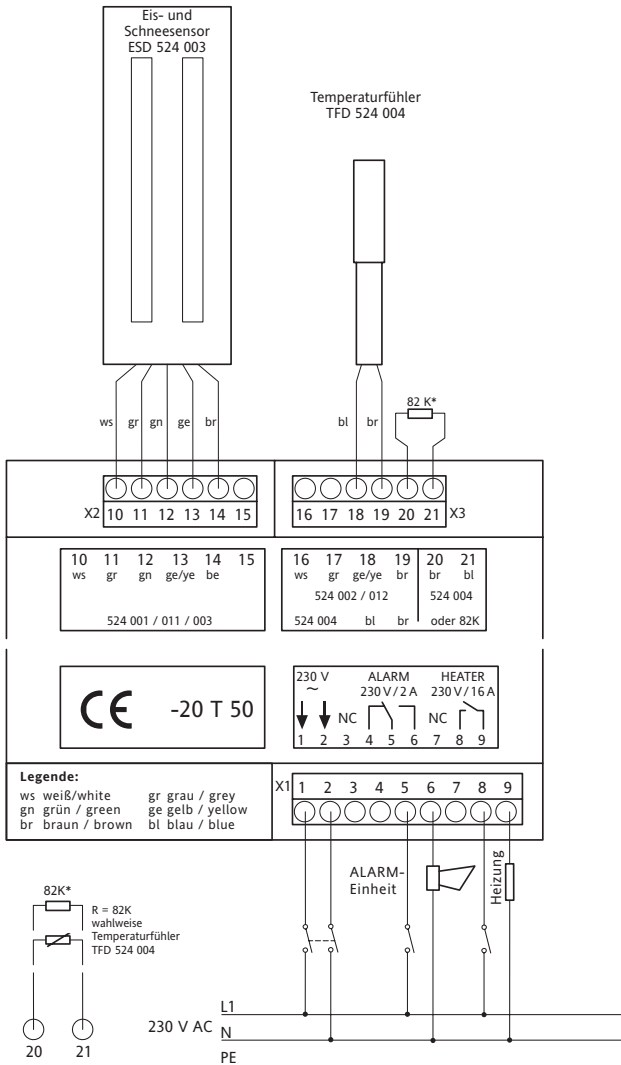 Eis- und
Schneesensor
ESD 524 003
Temperaturfühler
TFD 524 004
82 K*
ws gr gn ge br
bl br
X2 10 11 12 13 14 15
16 17 18 19 20 21 X3
10 11 12 13 14 15
ws gr gn ge/ye be
524 001 / 011 / 003
16 17 18 19 20 21
ws gr ge/ye br br bl
524 002 / 012 524 004
524 004 bl br oder 82K
CE -20 T 50
230 V ALARM HEATER
~ 230 V/2 A 230 V/16 A
NC NC
1 2 3 4 5 6 7 8 9
Legende:
ws weiß/white gr grau / grey
gn grün / green ge gelb / yellow
br braun / brown bl blau / blue
X1 1 2 3 4 5 6 7 8 9
ALARM-
Einheit
Heizung
82K*
R = 82K
wahlweise
Temperaturfühler
TFD 524 004
20 21
L1
230 V AC N
PE